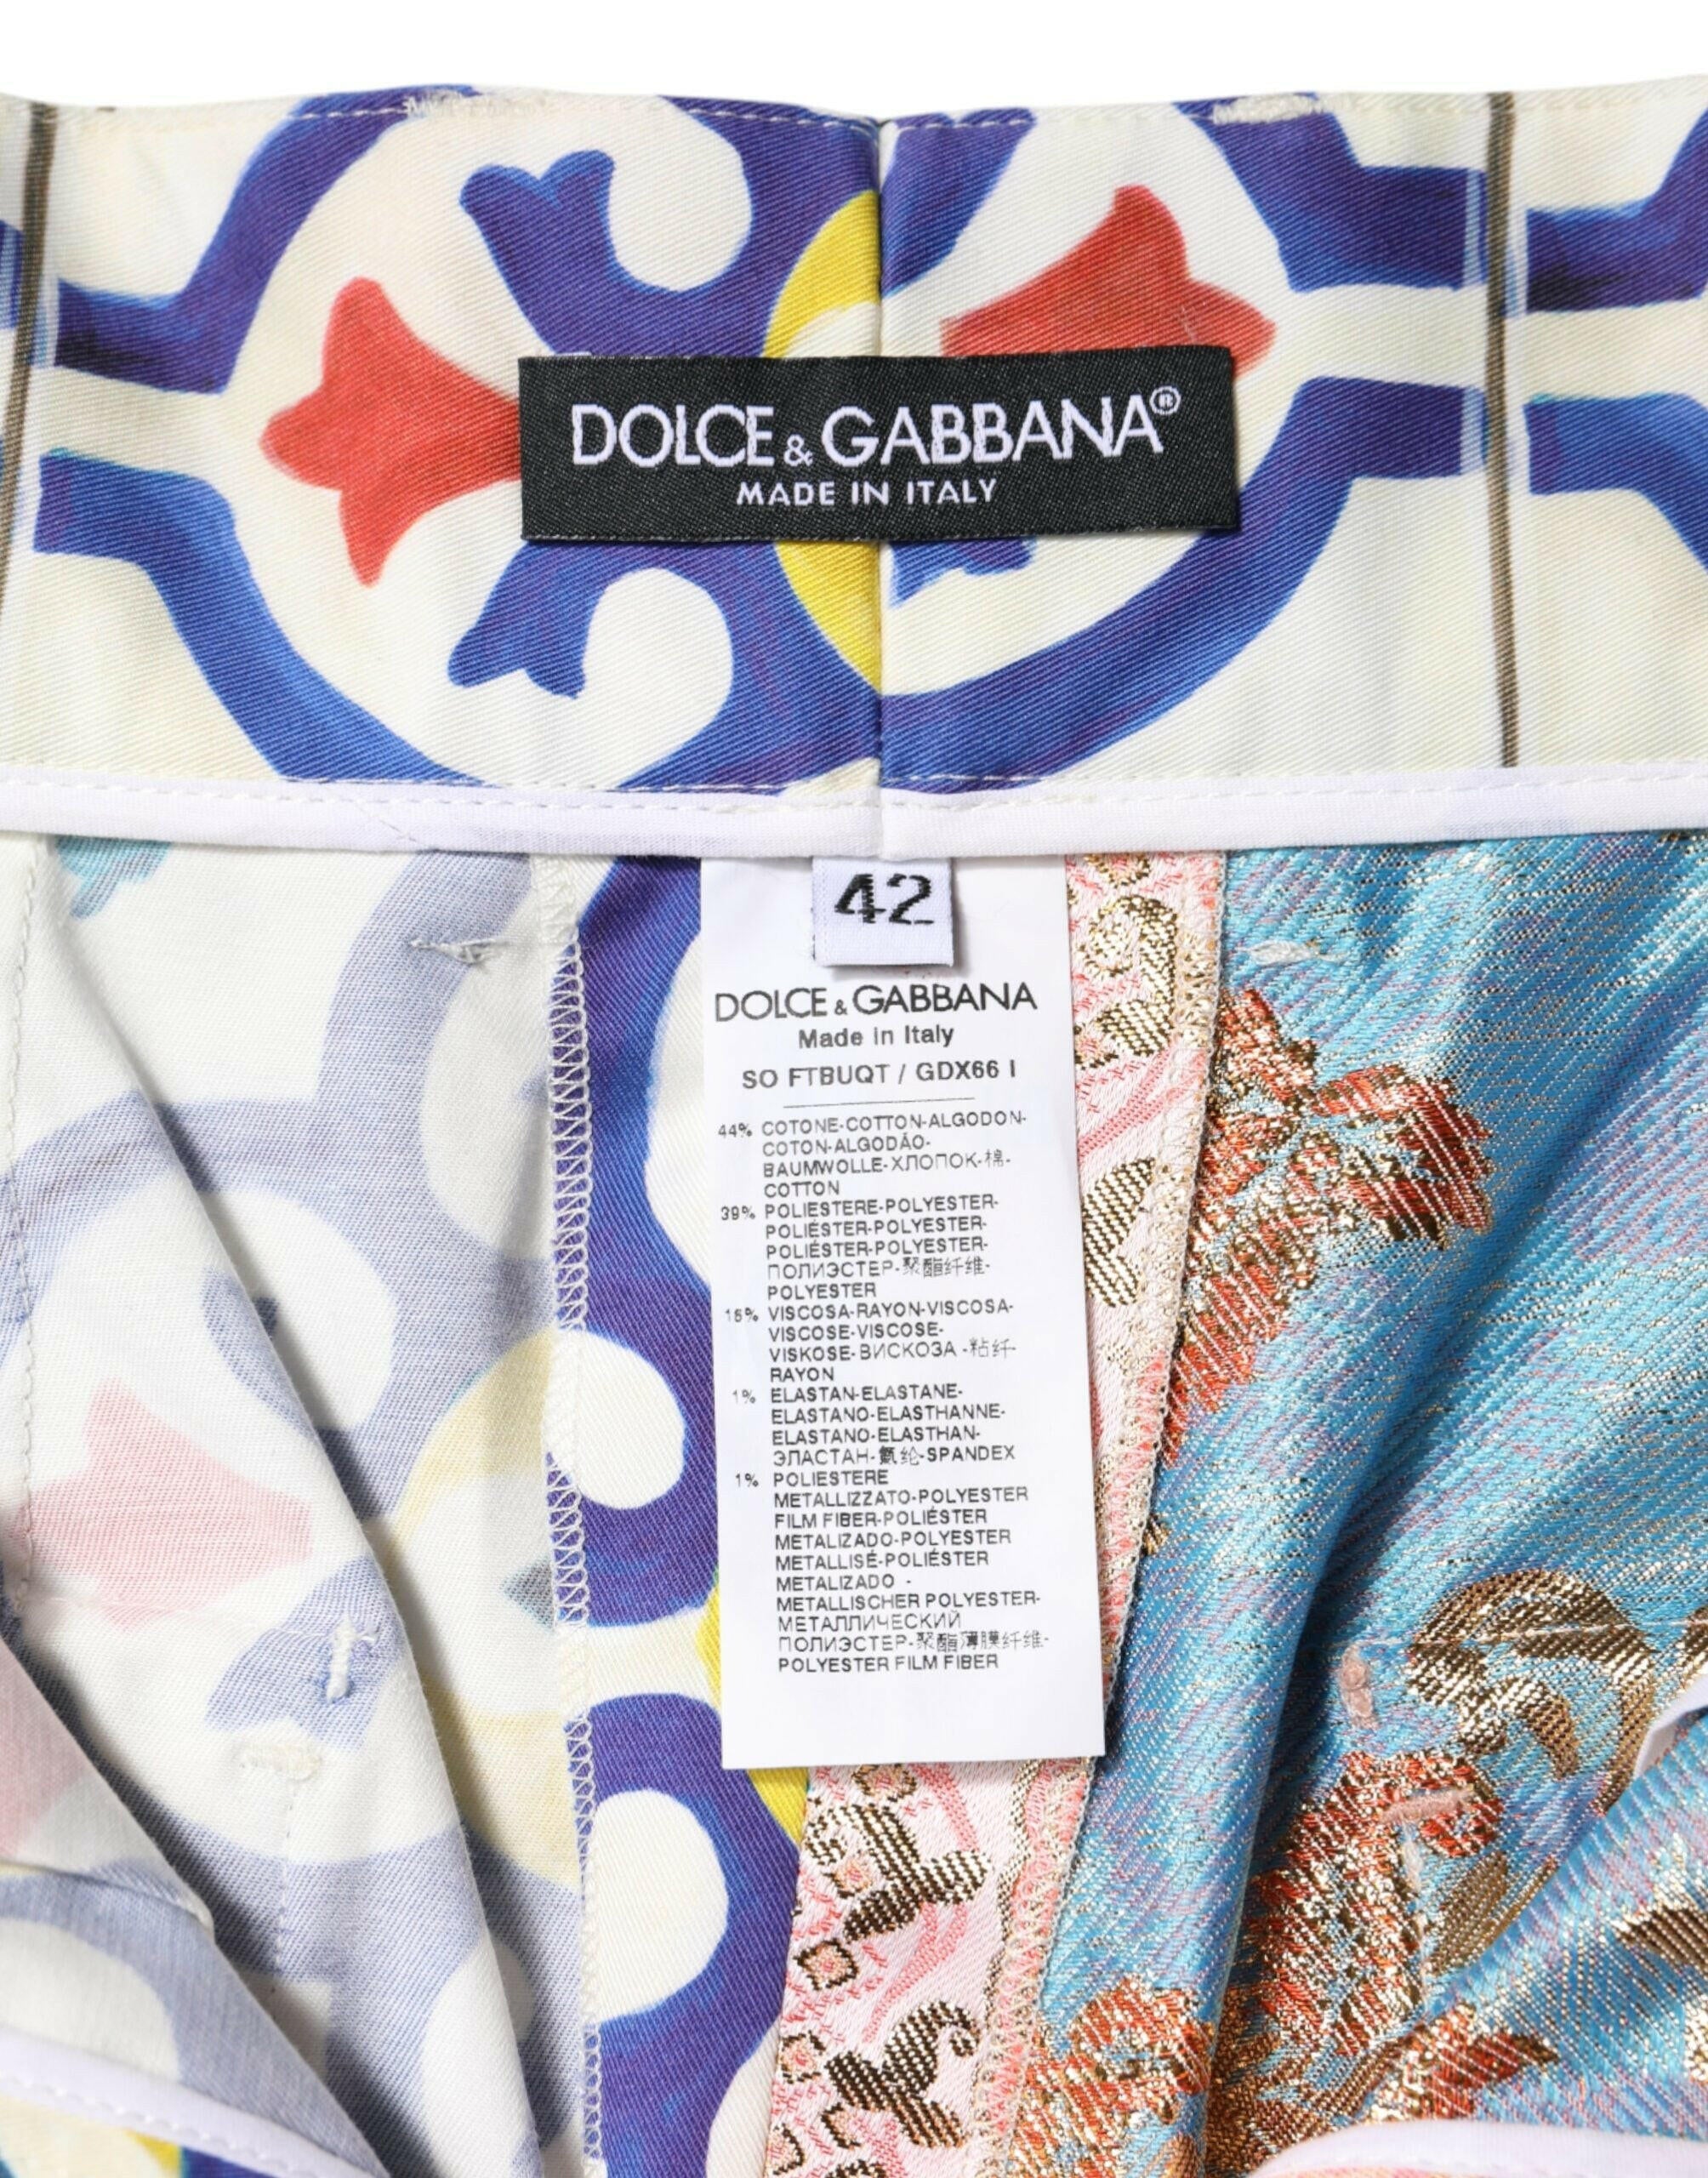 DOLCE & GABBANA®
MADE IN ITALY
42
DOLCE & GABBANA
Made in Italy
SO FTBUQT / GDX66 I
44% COTONE-COTTON-ALGODON-
COTON-ALGODÃO-
BAUMWOLLE-ХЛОПОК-棉-
COTTON
39% POLIESTERE-POLYESTER-
POLIÉSTER-POLYESTER-
POLIÉSTER-POLYESTER-
ПОЛИЭСТЕР-聚酯纤维-
POLYESTER
15% VISCOSA-RAYON-VISCOSA-
VISCOSE-VISCOSE-
VISKOSE-ВИСКОЗА -粘纤-
RAYON
1% ELASTAN-ELASTANE-
ELASTANO-ELASTHANNE-
ELASTANO-ELASTHAN-
ЭЛАСТАН-氨纶-SPANDEX
1% POLIESTERE
METALLIZZATO-POLYESTER
FILM FIBER-POLIÉSTER
METALIZADO-POLYESTER
METALLISÉ-POLIÉSTER
METALIZADO -
METALLISCHER POLYESTER-
МЕТАЛЛИЧЕСКИЙ
ПОЛИЭСТЕР-聚酯薄膜纤维-
POLYESTER FILM FIBER